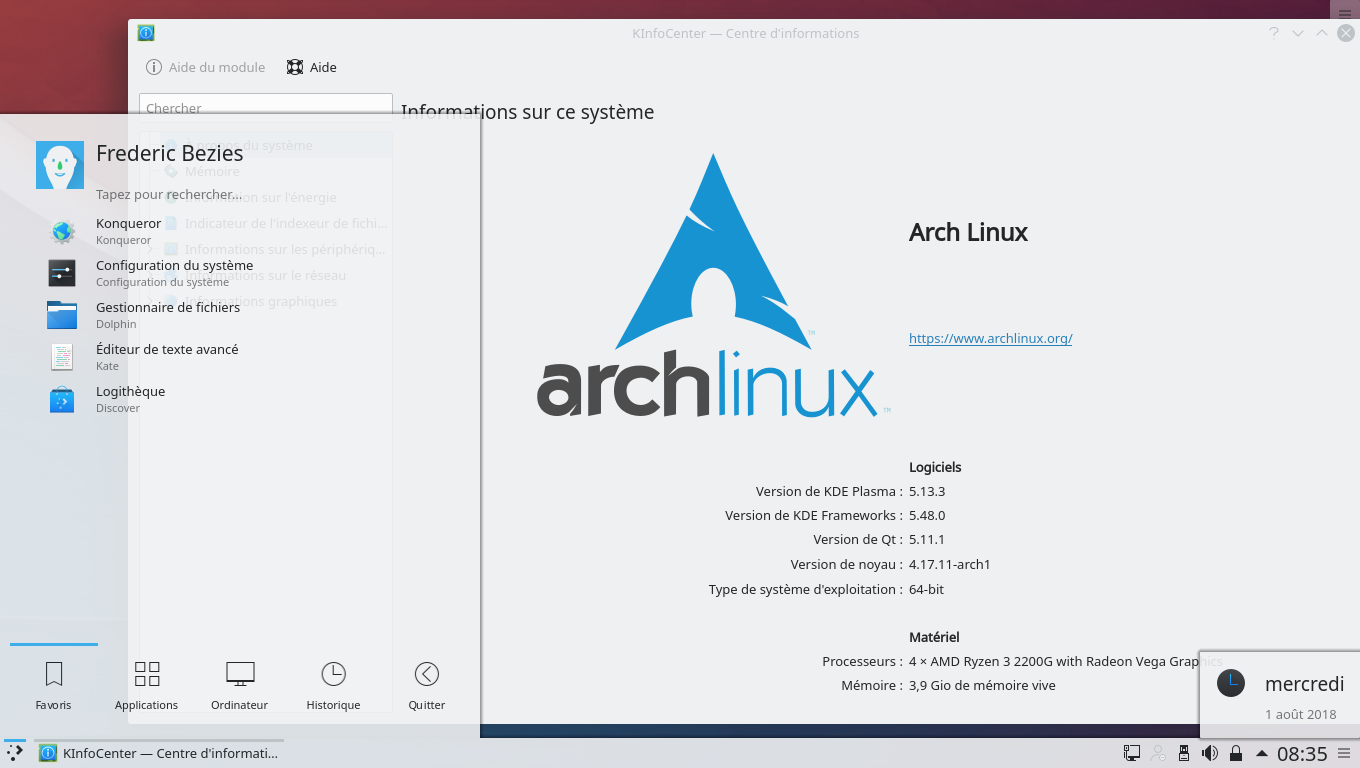 KInfoCenter — Centre d'informations
Aide du module
Aide
Chercher
Informations sur ce système
À propos du système
Mémoire
Information sur l'énergie
Indicateur de l'indexeur de fichi...
Informations sur les périphériq...
Informations sur le réseau
Informations graphiques
Frederic Bezies
Tapez pour rechercher...
Konqueror
Konqueror
Configuration du système
Configuration du système
Gestionnaire de fichiers
Dolphin
Éditeur de texte avancé
Kate
Logithèque
Discover
Favoris
Applications
Ordinateur
Historique
Quitter
TM
archlinux
TM
Arch Linux
https://www.archlinux.org/
Logiciels
Version de KDE Plasma : 5.13.3
Version de KDE Frameworks : 5.48.0
Version de Qt : 5.11.1
Version de noyau : 4.17.11-arch1
Type de système d'exploitation : 64-bit
Matériel
Processeurs : 4 × AMD Ryzen 3 2200G with Radeon Vega Graphics
Mémoire : 3,9 Gio de mémoire vive
mercredi
1 août 2018
KInfoCenter — Centre d'informati...
08:35